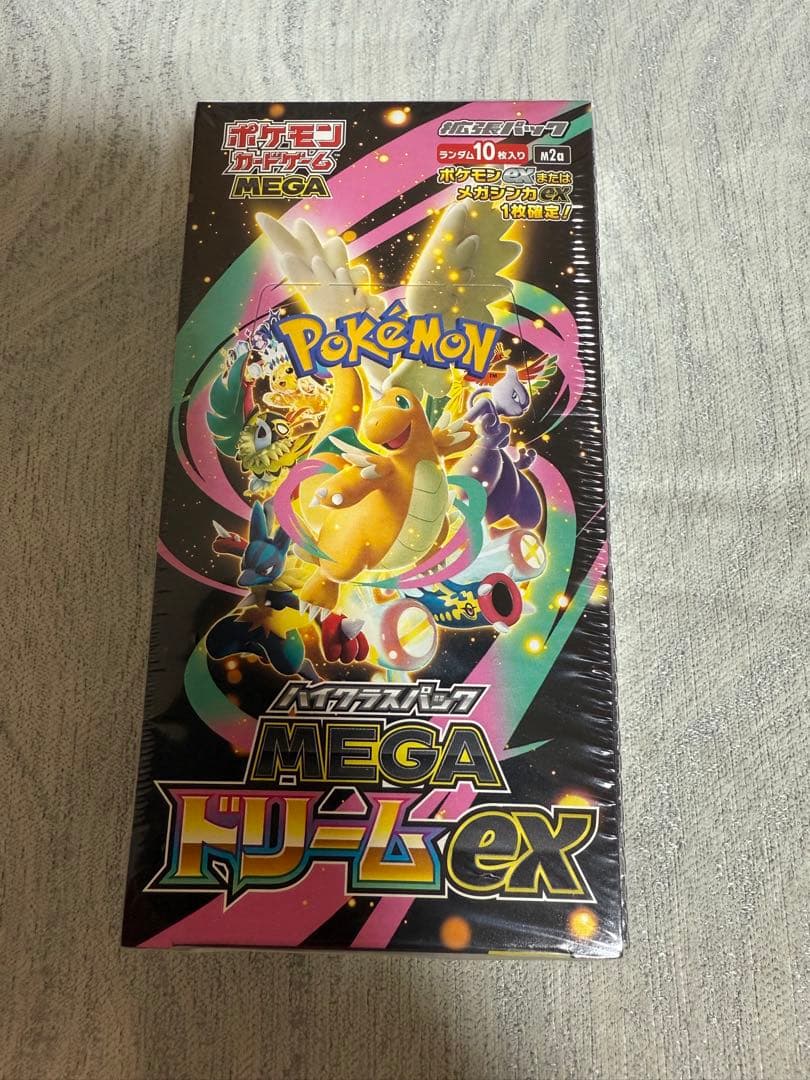 ポケモン
カードゲーム
MEGA
拡張パック
ランダム10枚入り
M2a
ポケモンexまたは
メガシンカex
1枚確定!
POKéMON
ハイクラスパック
MEGA
ドリームex